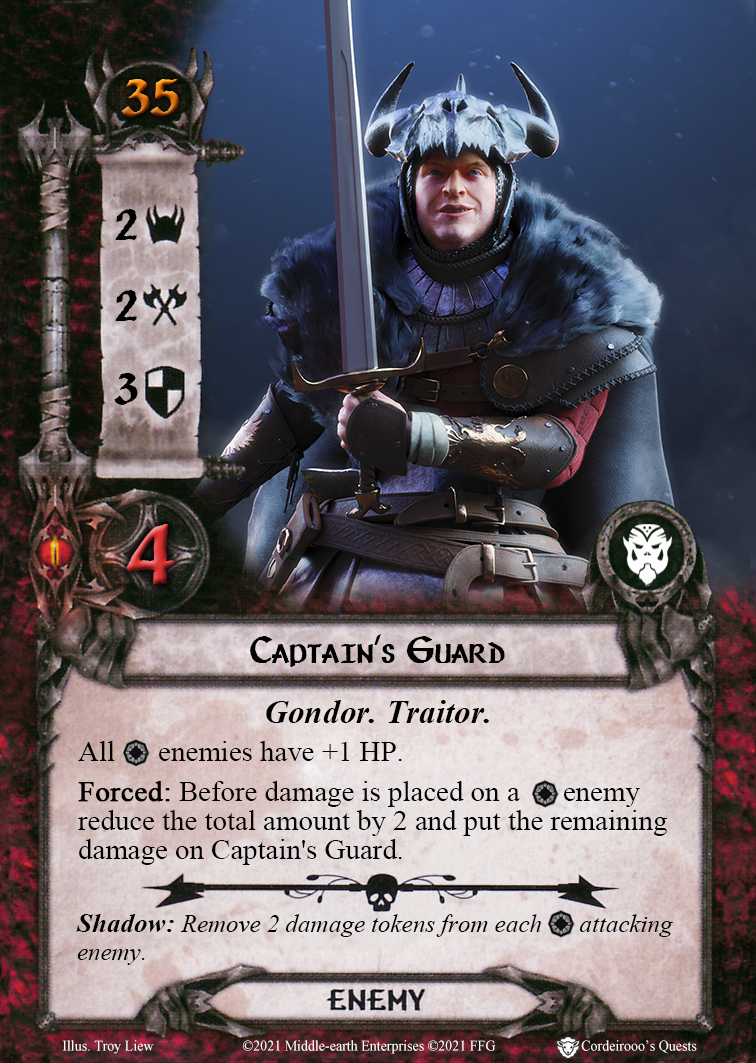 35
2
2
3
4
Captain's Guard
Gondor. Traitor.
All enemies have +1 HP.
Forced: Before damage is placed on a enemy
reduce the total amount by 2 and put the remaining
damage on Captain's Guard.
Shadow: Remove 2 damage tokens from each attacking
enemy.
ENEMY
Illus. Troy Liew ©2021 Middle-earth Enterprises ©2021 FFG Cordeirooo's Quests